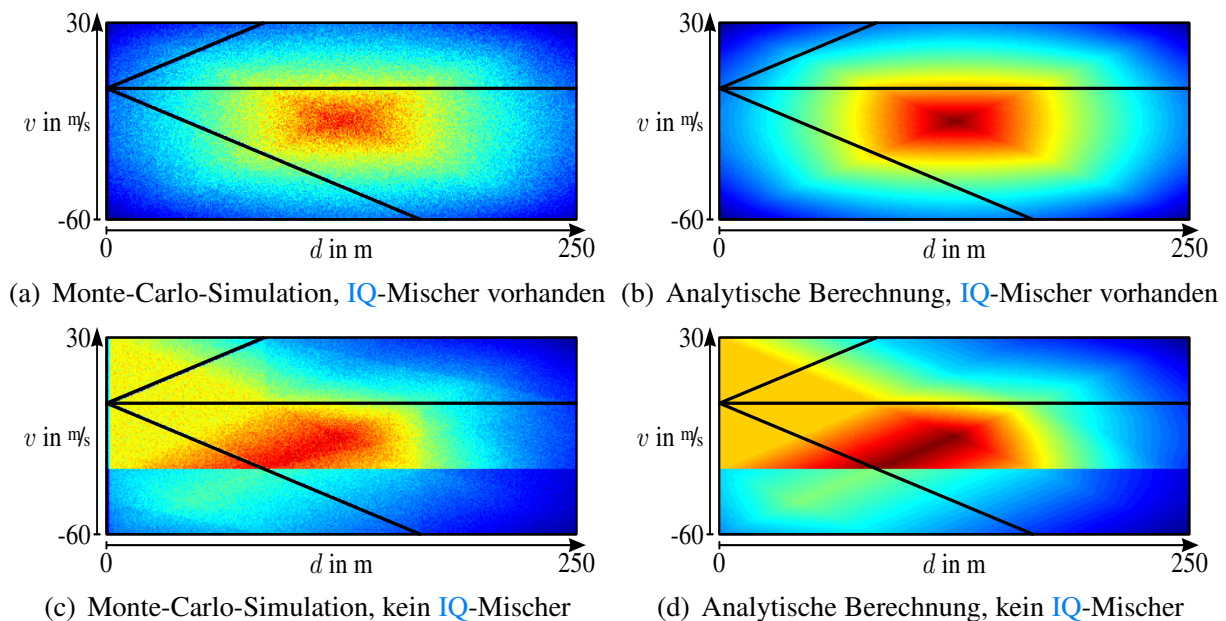 30
30
v in m/s
v in m/s
-60
-60
0
d in m
250
0
d in m
250
(a) Monte-Carlo-Simulation, IQ-Mischer vorhanden
(b) Analytische Berechnung, IQ-Mischer vorhanden
30
30
v in m/s
v in m/s
-60
-60
0
d in m
250
0
d in m
250
(c) Monte-Carlo-Simulation, kein IQ-Mischer
(d) Analytische Berechnung, kein IQ-Mischer